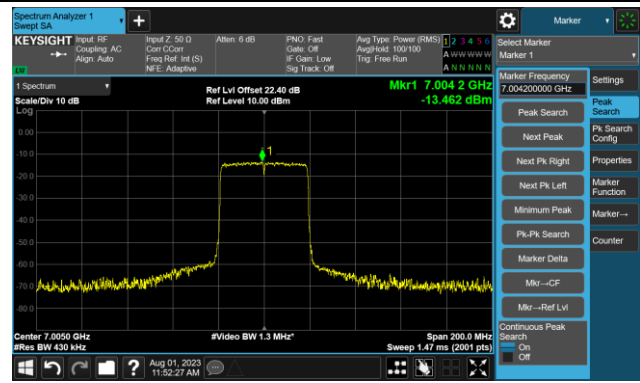 Spectrum Analyzer 1
Swept SA
+
Marker
KEYSIGHT
Input: RF
Coupling: AC
Align: Auto
Input Z: 50 Ω
Corr CCorr
Freq Ref: Int (S)
NFE: Adaptive
Atten: 6 dB
PNO: Fast
Gate: Off
IF Gain: Low
Sig Track: Off
Avg Type: Power (RMS)
Avg|Hold: 100/100
Trig: Free Run
1 2 3 4 5 6
A W W W W W
A N N N N N
Select Marker
Marker 1
1 Spectrum
Scale/Div 10 dB
Log
Ref Lvl Offset 22.40 dB
Ref Level 10.00 dBm
Mkr1 7.004 2 GHz
-13.462 dBm
0.00
-10.0
-20.0
-30.0
-40.0
-50.0
-60.0
-70.0
-80.0
1
Center 7.0050 GHz
#Res BW 430 kHz
#Video BW 1.3 MHz*
Span 200.0 MHz
Sweep 1.47 ms (2001 pts)
Marker Frequency
7.004200000 GHz
Peak Search
Next Peak
Next Pk Right
Next Pk Left
Minimum Peak
Pk-Pk Search
Marker Delta
Mkr→CF
Mkr→Ref Lvl
Continuous Peak
Search
On
Off
Settings
Peak
Search
Pk Search
Config
Properties
Marker
Function
Marker→
Counter
?
Aug 01, 2023
11:52:27 AM